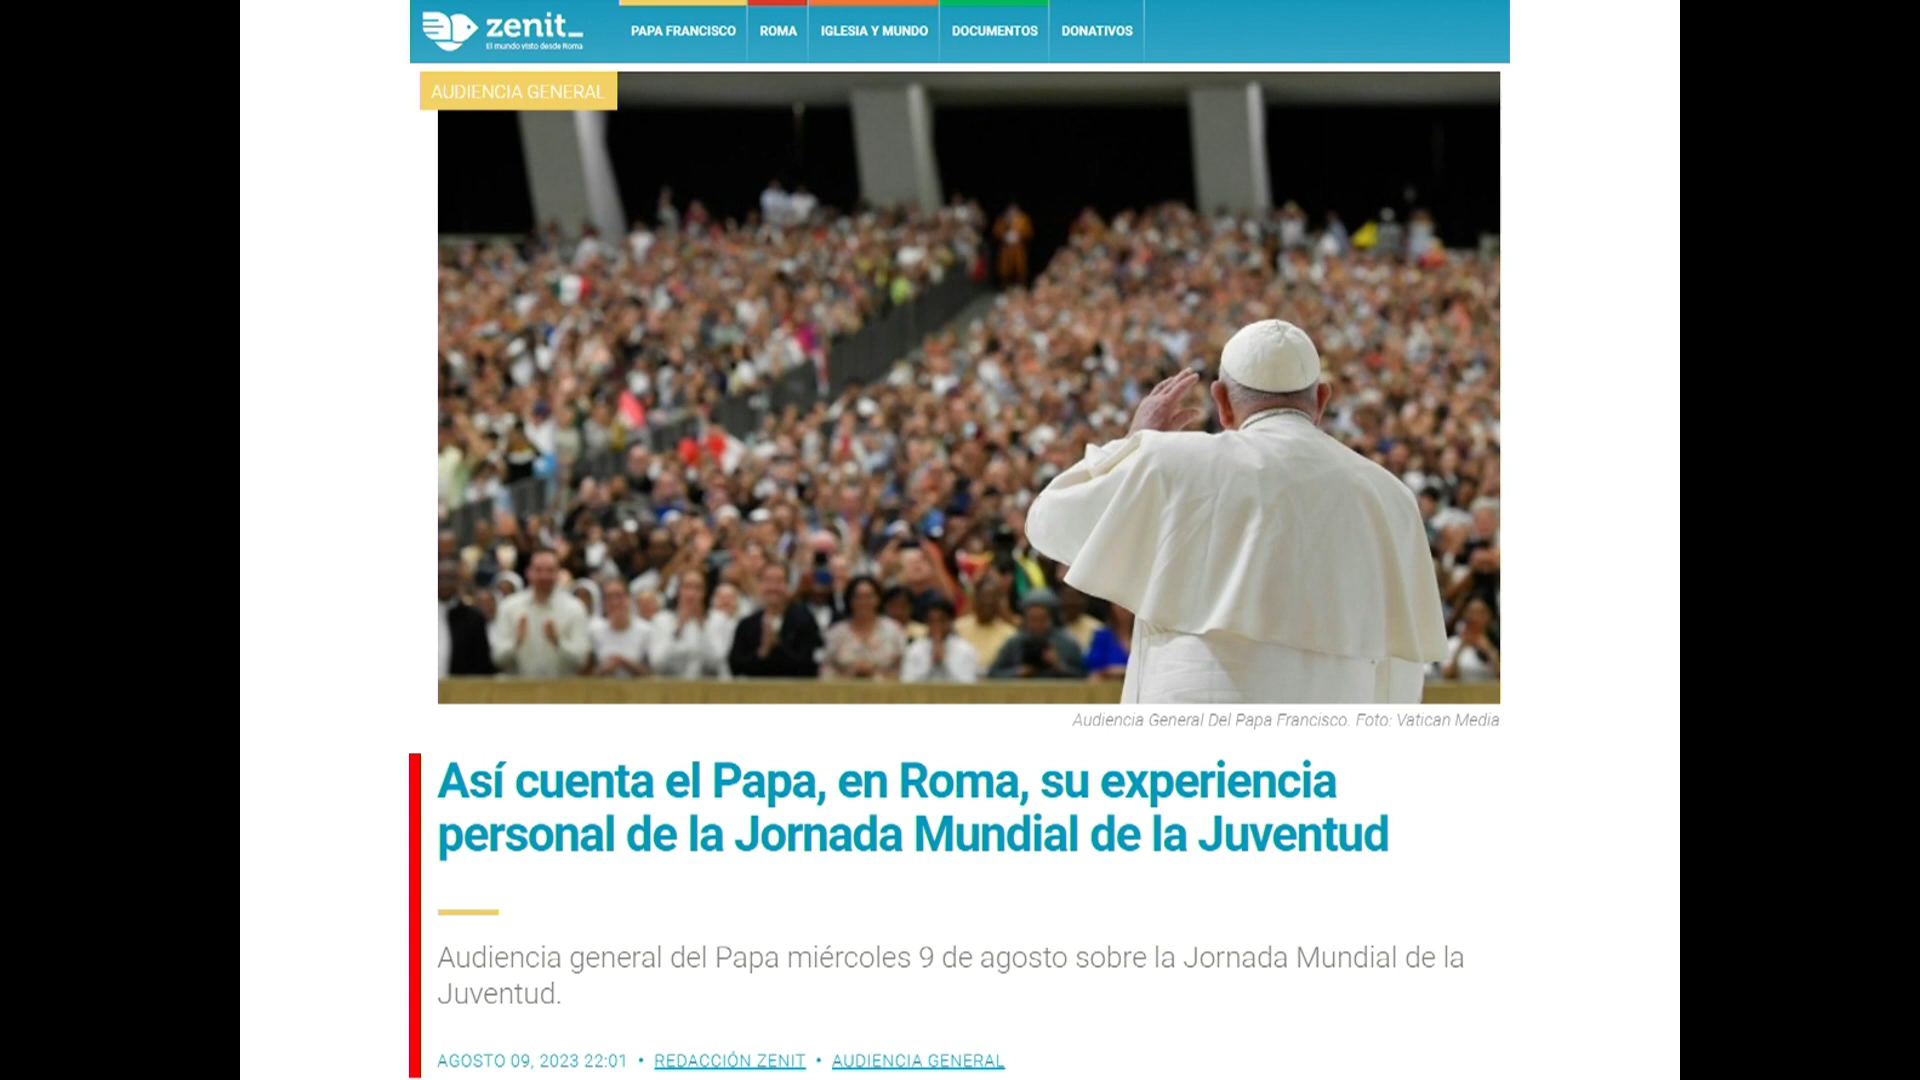 zenit_
El mundo visto desde Roma
PAPA FRANCISCO
ROMA
IGLESIA Y MUNDO
DOCUMENTOS
DONATIVOS
AUDIENCIA GENERAL
Audiencia General Del Papa Francisco. Foto: Vatican Media
Así cuenta el Papa, en Roma, su experiencia
personal de la Jornada Mundial de la Juventud
Audiencia general del Papa miércoles 9 de agosto sobre la Jornada Mundial de la
Juventud.
AGOSTO 09, 2023 22:01 • REDACCIÓN ZENIT • AUDIENCIA GENERAL